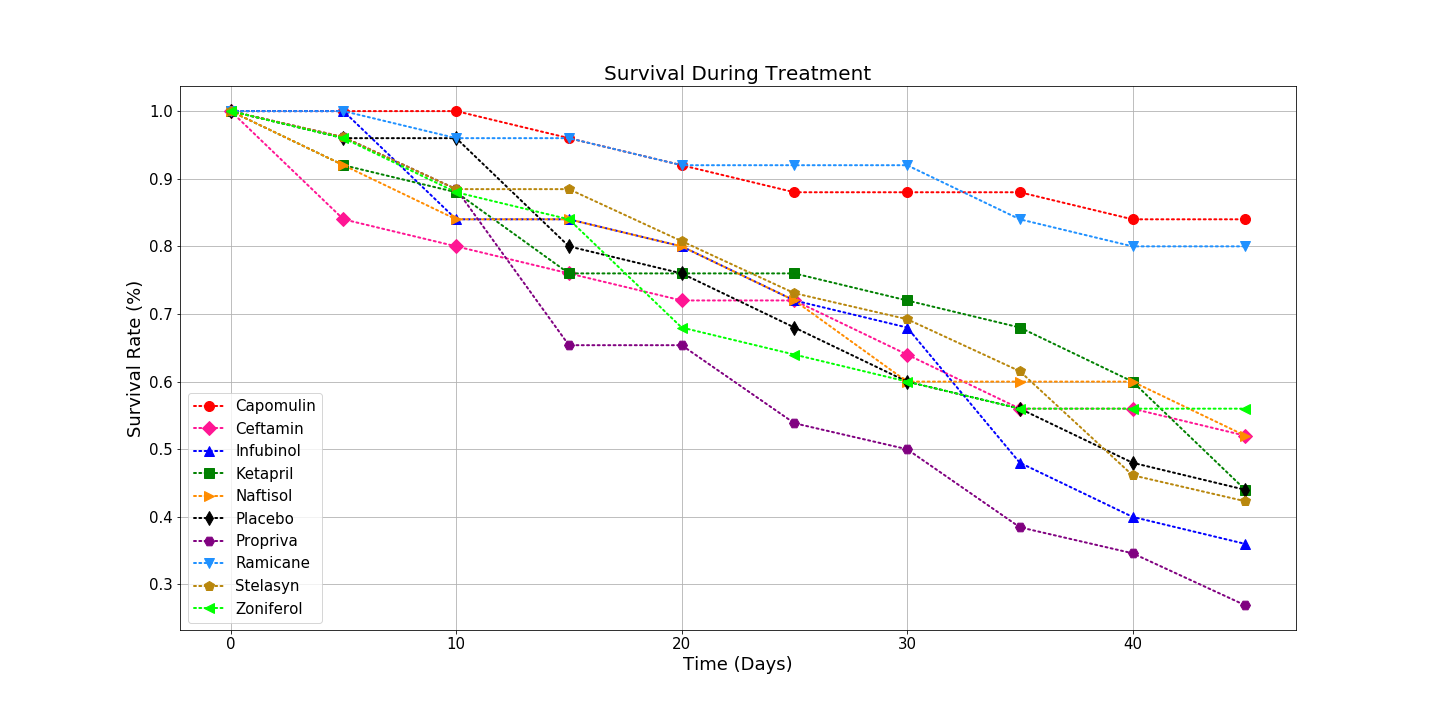 Survival During Treatment
Survival Rate (%)
1.0
0.9
0.8
0.7
0.6
0.5
0.4
0.3
Capomulin
Ceftamin
Infubinol
Ketapril
Naftisol
Placebo
Propriva
Ramicane
Stelasyn
Zoniferol
0 10 20 30 40
Time (Days)